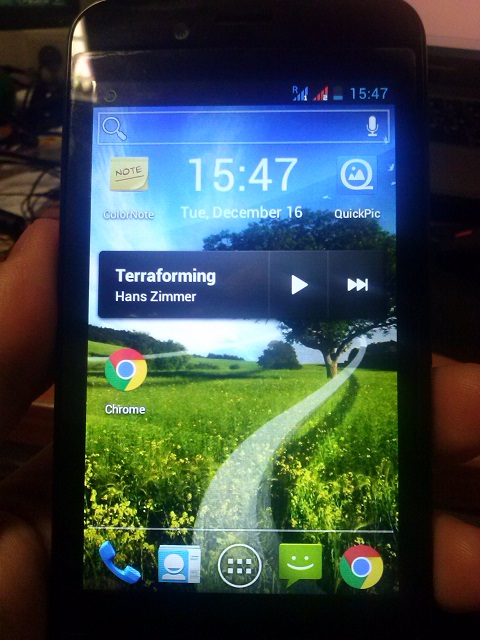 R 15:47
NOTE
15:47
ColorNote
Tue, December 16
QuickPic
Terraforming
Hans Zimmer
Chrome